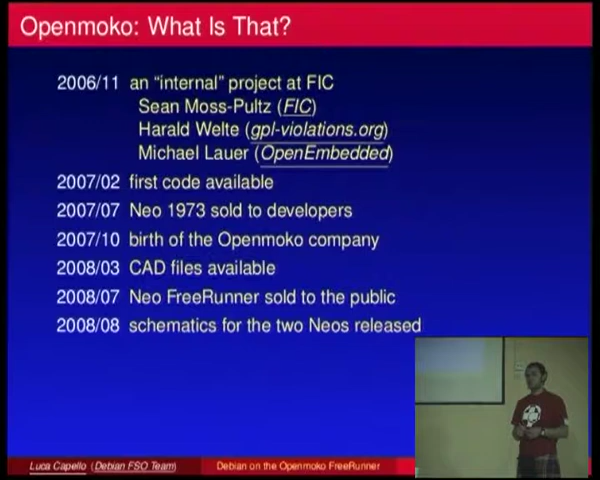 Openmoko: What Is That?
2006/11 an “internal” project at FIC
Sean Moss-Pultz (FIC)
Harald Welte (gpl-violations.org)
Michael Lauer (OpenEmbedded)
2007/02 first code available
2007/07 Neo 1973 sold to developers
2007/10 birth of the Openmoko company
2008/03 CAD files available
2008/07 Neo FreeRunner sold to the public
2008/08 schematics for the two Neos released
Luca Capello (Debian FSO Team) Debian on the Openmoko FreeRunner